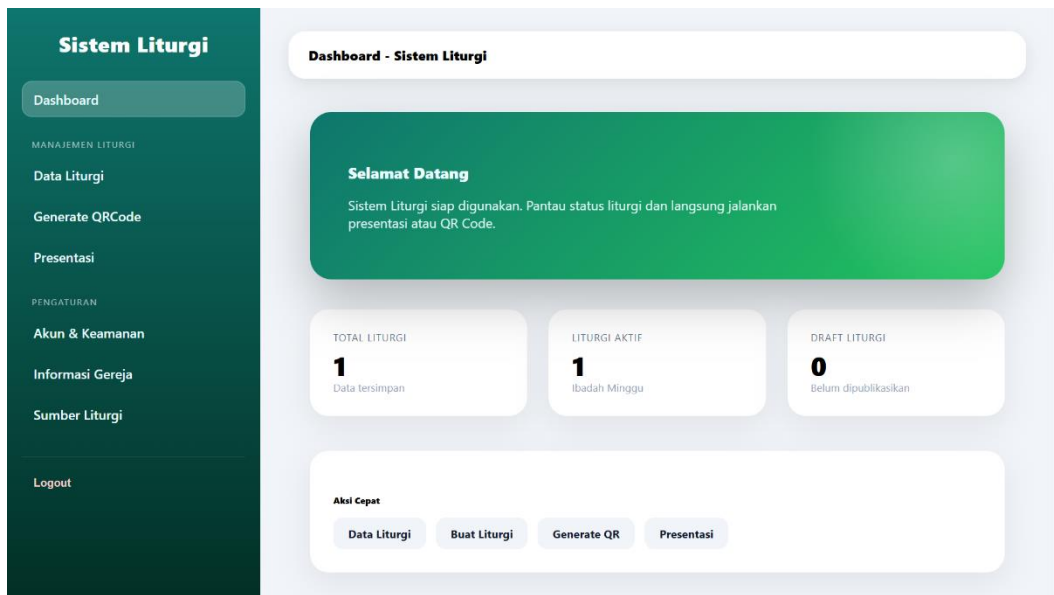 Sistem Liturgi
Dashboard
MANAJEMEN LITURGI
Data Liturgi
Generate QRCode
Presentasi
PENGATURAN
Akun & Keamanan
Informasi Gereja
Sumber Liturgi
Logout
Dashboard - Sistem Liturgi
Selamat Datang
Sistem Liturgi siap digunakan. Pantau status liturgi dan langsung jalankan
presentasi atau QR Code.
TOTAL LITURGI
1
Data tersimpan
LITURGI AKTIF
1
Ibadah Minggu
DRAFT LITURGI
0
Belum dipublikasikan
Aksi Cepat
Data Liturgi
Buat Liturgi
Generate QR
Presentasi